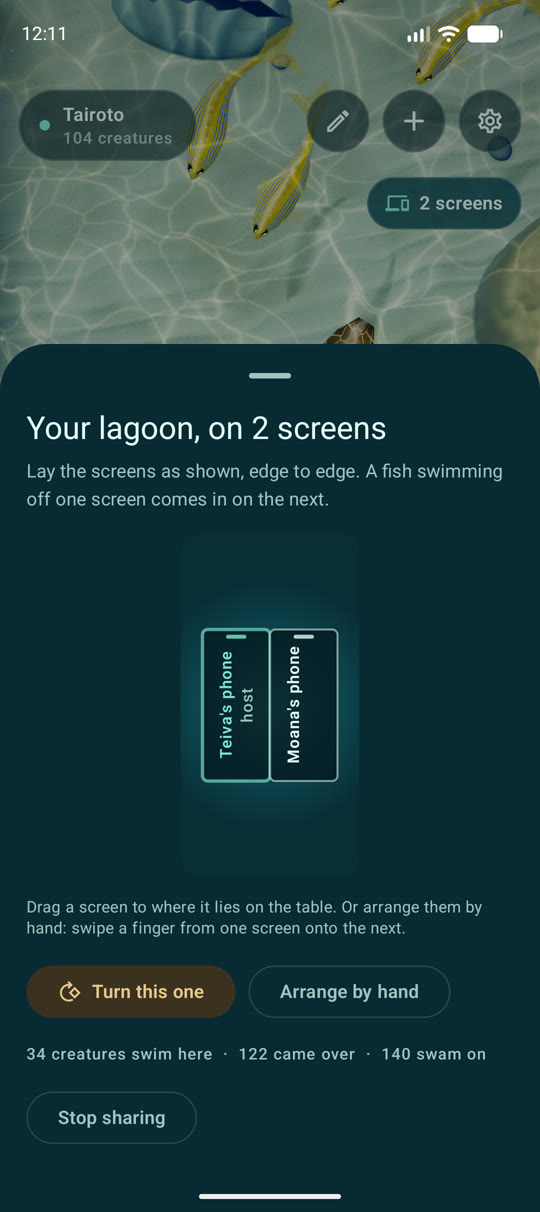 12:11
Tairoto
104 creatures
2 screens
Your lagoon, on 2 screens
Lay the screens as shown, edge to edge. A fish swimming
off one screen comes in on the next.
Teiva's phone
host
Moana's phone
Drag a screen to where it lies on the table. Or arrange them by
hand: swipe a finger from one screen onto the next.
Turn this one
Arrange by hand
34 creatures swim here · 122 came over · 140 swam on
Stop sharing